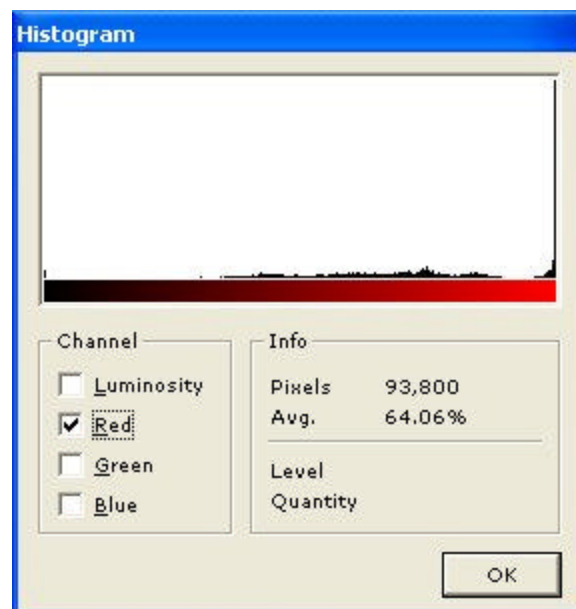 Histogram
Channel
Luminosity
Red
Green
Blue
Info
Pixels 93,800
Avg. 64.06%
Level
Quantity
OK